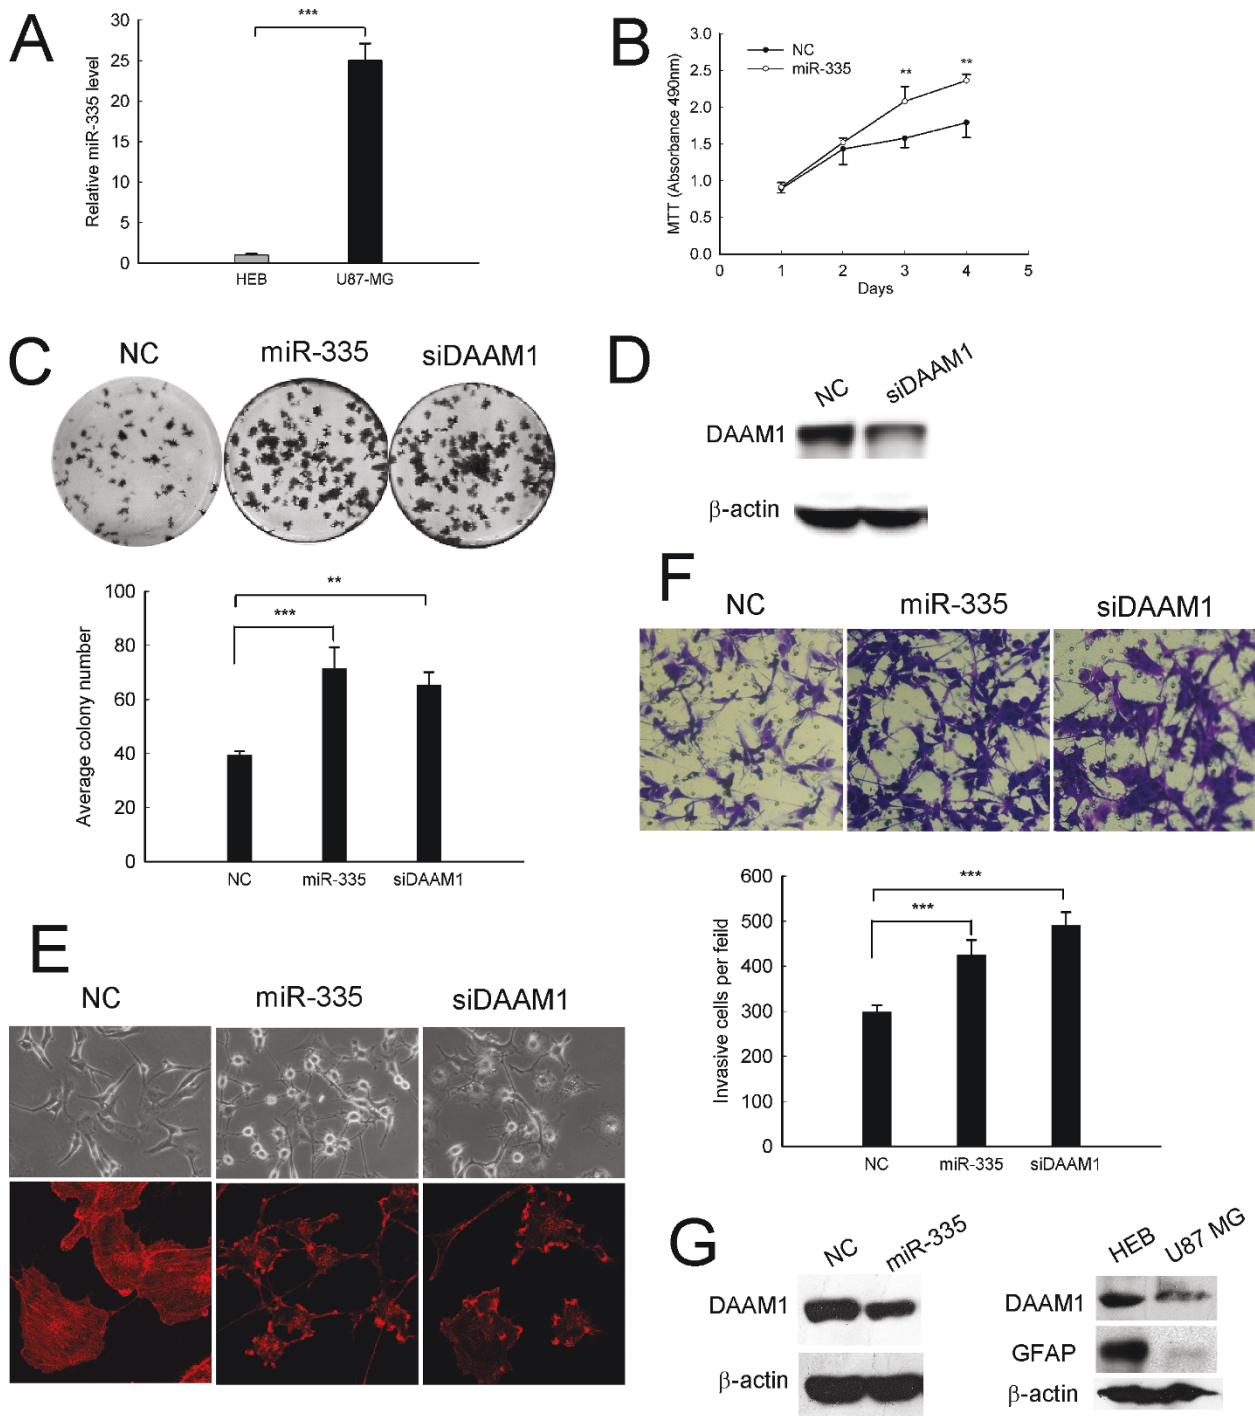 A
***
30
25
20
15
10
5
0
Relative miR-335 level
HEB U87-MG
B
3.0
2.5
2.0
1.5
1.0
0.5
0.0
MTT (Absorbance 490nm)
NC
miR-335
** **
0 1 2 3 4 5
Days
C
NC miR-335 siDAAM1
**
***
100
80
60
40
20
0
Average colony number
NC miR-335 siDAAM1
D
NC siDAAM1
DAAM1
β-actin
E
NC miR-335 siDAAM1
F
NC miR-335 siDAAM1
***
***
600
500
400
300
200
100
0
Invasive cells per feild
NC miR-335 siDAAM1
G
NC miR-335
DAAM1
β-actin
HEB U87 MG
DAAM1
GFAP
β-actin